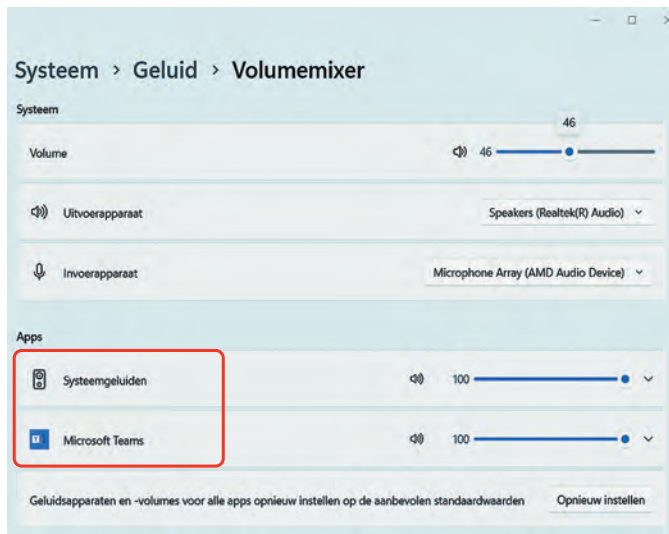 Systeem > Geluid > Volumemixer
Systeem
46
Volume 46
Uitvoerapparaat Speakers (Realtek(R) Audio)
Invoerapparaat Microphone Array (AMD Audio Device)
Apps
Systeemgeluiden 100
Microsoft Teams 100
Geluidsapparaten en -volumes voor alle apps opnieuw instellen op de aanbevolen standaardwaarden Opnieuw instellen